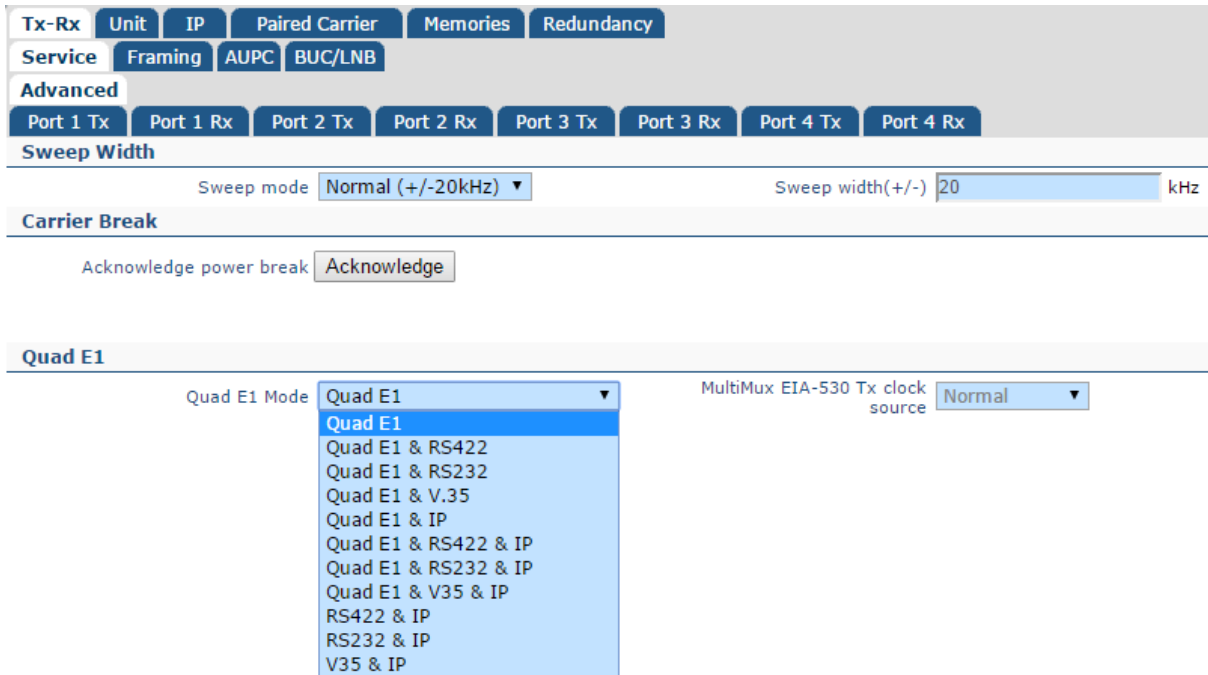 Tx-Rx Unit IP Paired Carrier Memories Redundancy
Service Framing AUPC BUC/LNB
Advanced
Port 1 Tx Port 1 Rx Port 2 Tx Port 2 Rx Port 3 Tx Port 3 Rx Port 4 Tx Port 4 Rx
Sweep Width
Sweep mode Normal (+/-20kHz) Sweep width(+/-) 20 kHz
Carrier Break
Acknowledge power break Acknowledge
Quad E1
Quad E1 Mode Quad E1
MultiMux EIA-530 Tx clock
source Normal
Quad E1
Quad E1 & RS422
Quad E1 & RS232
Quad E1 & V.35
Quad E1 & IP
Quad E1 & RS422 & IP
Quad E1 & RS232 & IP
Quad E1 & V35 & IP
RS422 & IP
RS232 & IP
V35 & IP